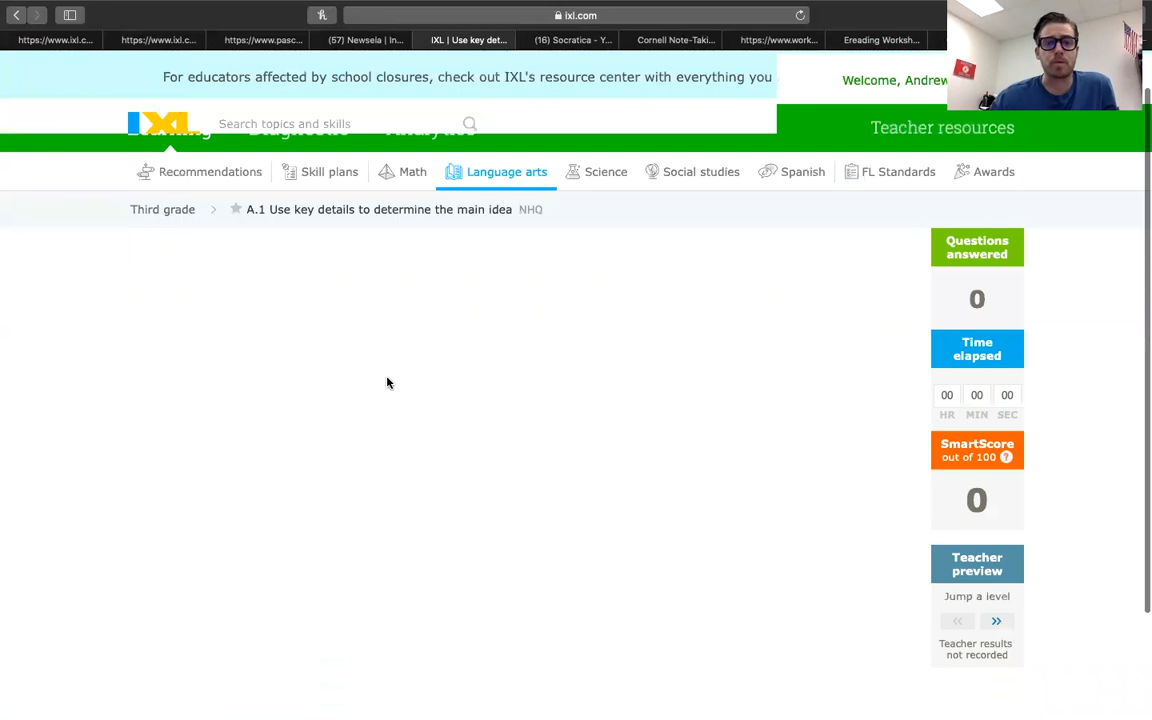 ixl.com
https://www.ixl.c...
https://www.ixl.c...
https://www.pasc...
(57) Newsela | In...
IXL | Use key det...
(16) Socratica - Y...
Cornell Note-Taki...
https://www.work...
Ereading Worksh...
For educators affected by school closures, check out IXL's resource center with everything you
Welcome, Andrew
IXL
Search topics and skills
Learning
Diagnostic
Analytics
Teacher resources
Recommendations
Skill plans
Math
Language arts
Science
Social studies
Spanish
FL Standards
Awards
Third grade > A.1 Use key details to determine the main idea NHQ
Questions
answered
0
Time
elapsed
00 00 00
HR MIN SEC
SmartScore
out of 100 ?
0
Teacher
preview
Jump a level
<< >>
Teacher results
not recorded